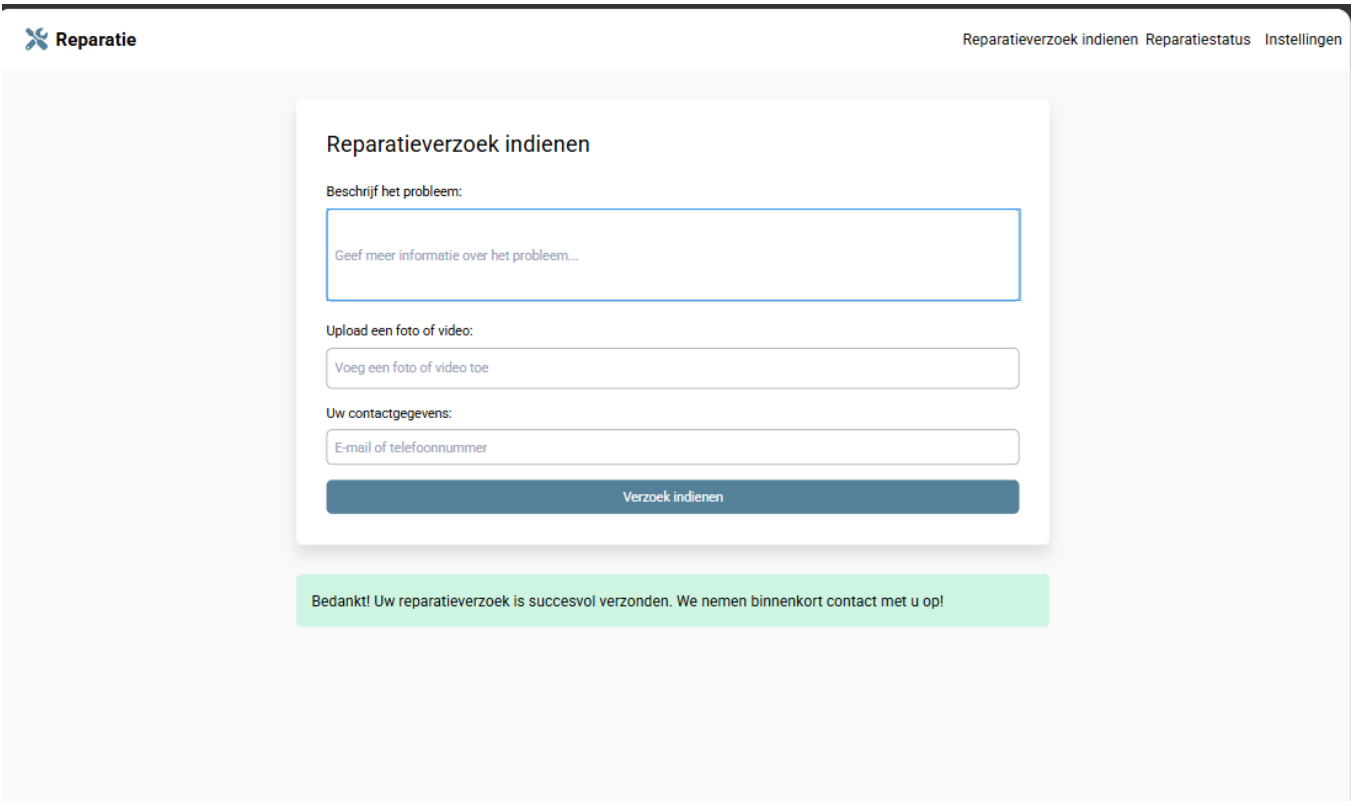 Reparatie
Reparatieverzoek indienen Reparatiestatus Instellingen
Reparatieverzoek indienen
Beschrijf het probleem:
Geef meer informatie over het probleem...
Upload een foto of video:
Voeg een foto of video toe
Uw contactgegevens:
E-mail of telefoonnummer
Verzoek indienen
Bedankt! Uw reparatieverzoek is succesvol verzonden. We nemen binnenkort contact met u op!